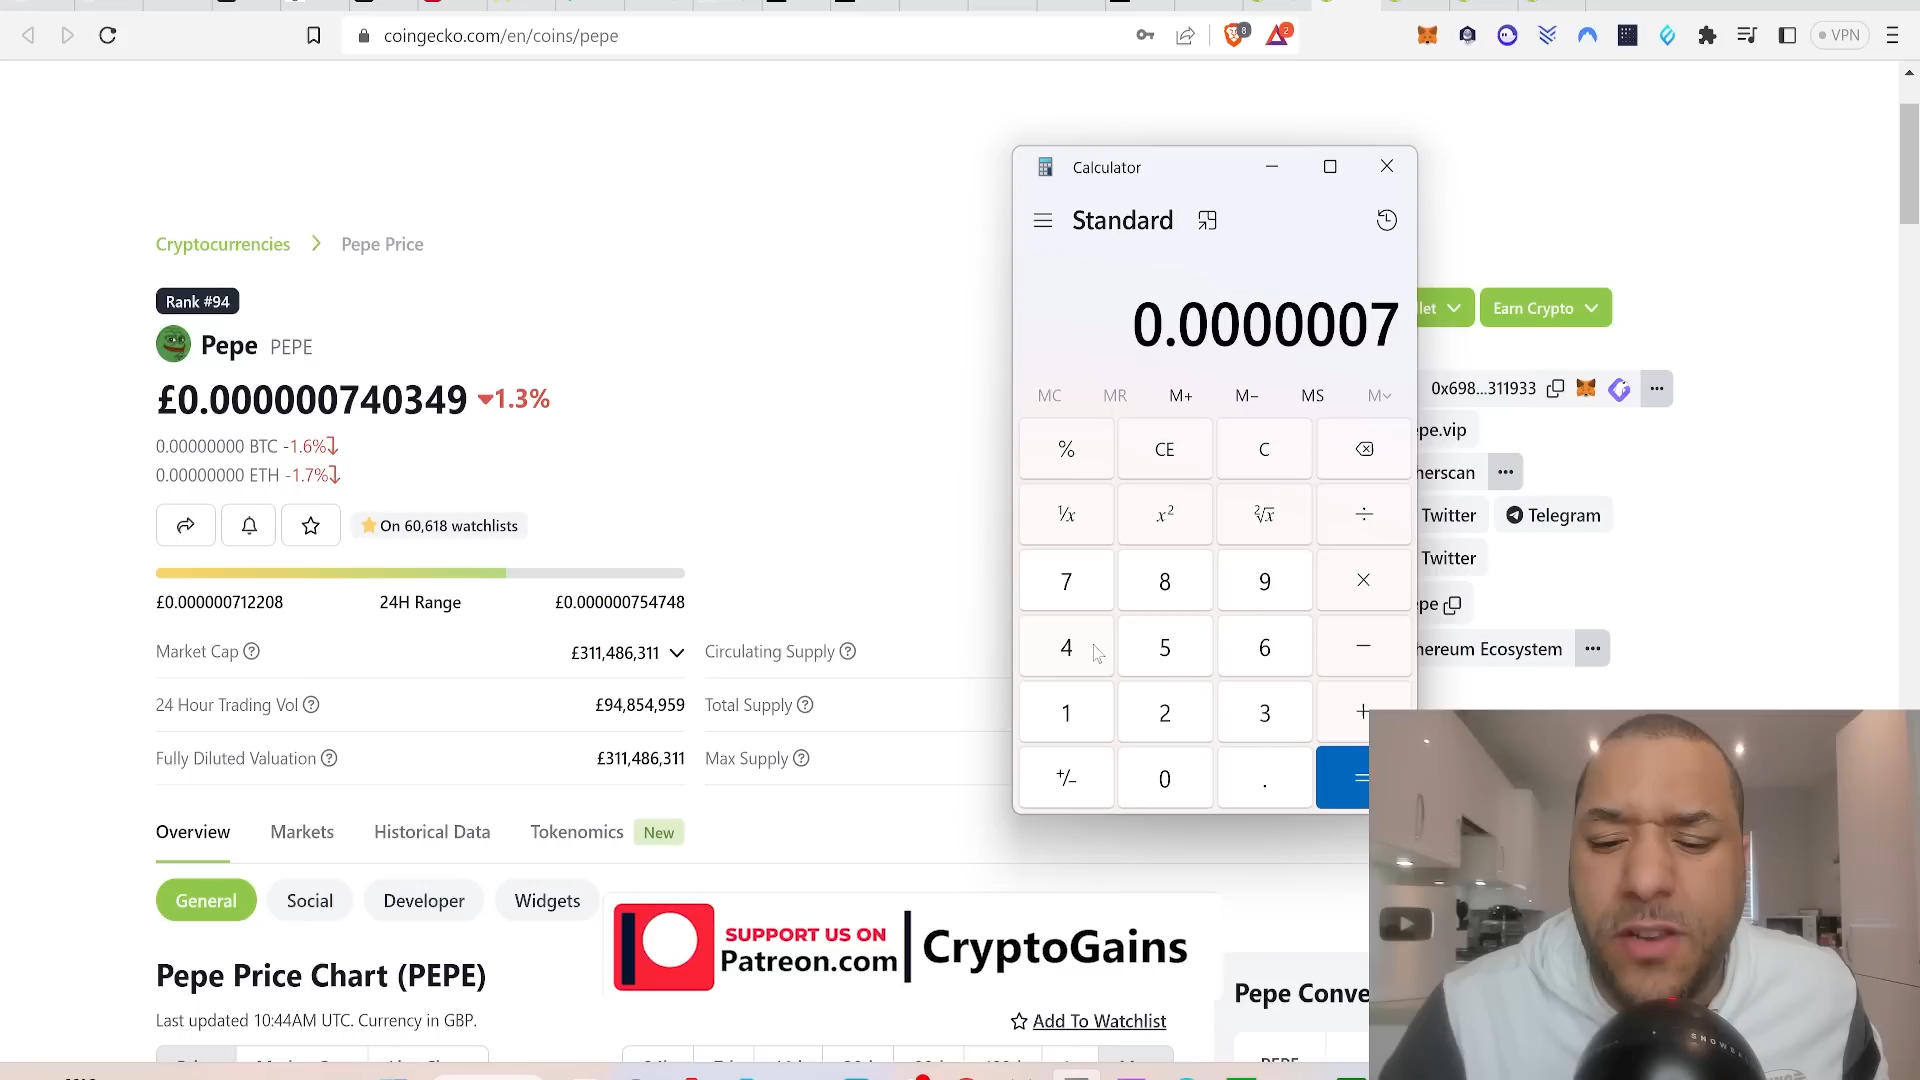 coingecko.com/en/coins/pepe
8
2
VPN
Cryptocurrencies
Pepe Price
Rank #94
Pepe PEPE
£0.000000740349 1.3%
0.00000000 BTC -1.6%
0.00000000 ETH -1.7%
On 60,618 watchlists
£0.000000712208 24H Range £0.000000754748
Market Cap £311,486,311
24 Hour Trading Vol £94,854,959
Fully Diluted Valuation £311,486,311
Circulating Supply
Total Supply
Max Supply
Overview Markets Historical Data Tokenomics New
General Social Developer Widgets
Pepe Price Chart (PEPE)
Last updated 10:44AM UTC. Currency in GBP.
SUPPORT US ON
Patreon.com
CryptoGains
Add To Watchlist
Pepe Conve
Calculator
Standard
0.0000007
MC MR M+ M- MS M
% CE C
1/x x2 2√x ÷
7 8 9 ×
4 5 6 −
1 2 3 +
+/− 0 . =
let
Earn Crypto
0x698...311933
pe.vip
herscan
Twitter
Telegram
Twitter
pe
hereum Ecosystem